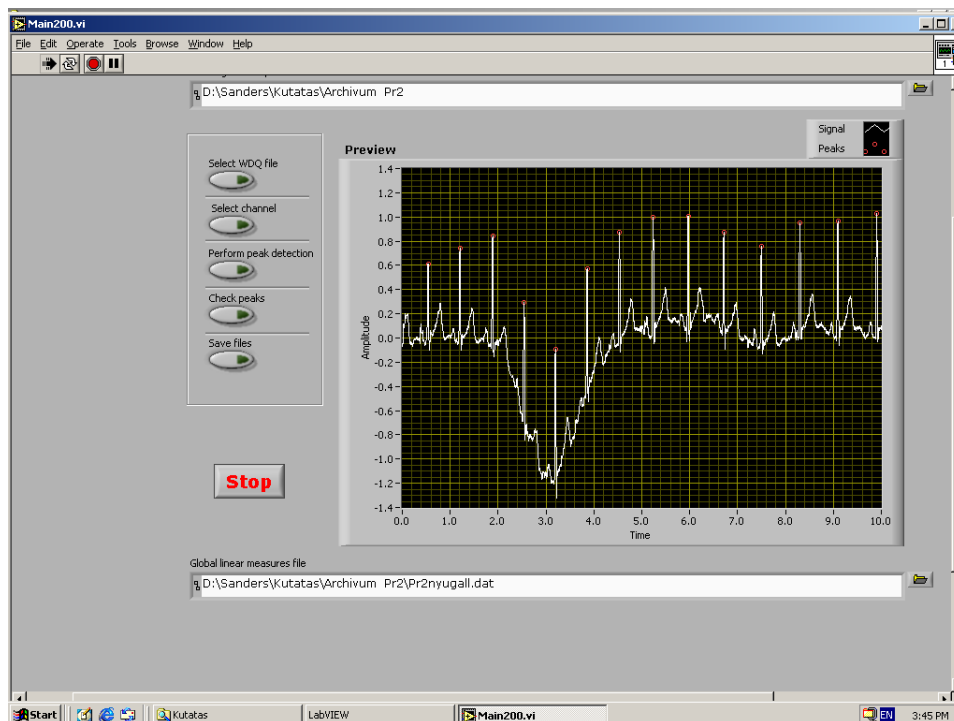 Main200.vi
File Edit Operate Tools Browse Window Help
1
D:\Sanders\Kutatas\Archivum Pr2
Signal
Peaks
Preview
Select WDQ file
Select channel
Perform peak detection
Check peaks
Save files
Stop
Amplitude
1.4
1.2
1.0
0.8
0.6
0.4
0.2
0.0
-0.2
-0.4
-0.6
-0.8
-1.0
-1.2
-1.4
0.0 1.0 2.0 3.0 4.0 5.0 6.0 7.0 8.0 9.0 10.0
Time
Global linear measures file
D:\Sanders\Kutatas\Archivum Pr2\Pr2nyugall.dat
Start Kutatas LabVIEW Main200.vi EN 3:45 PM